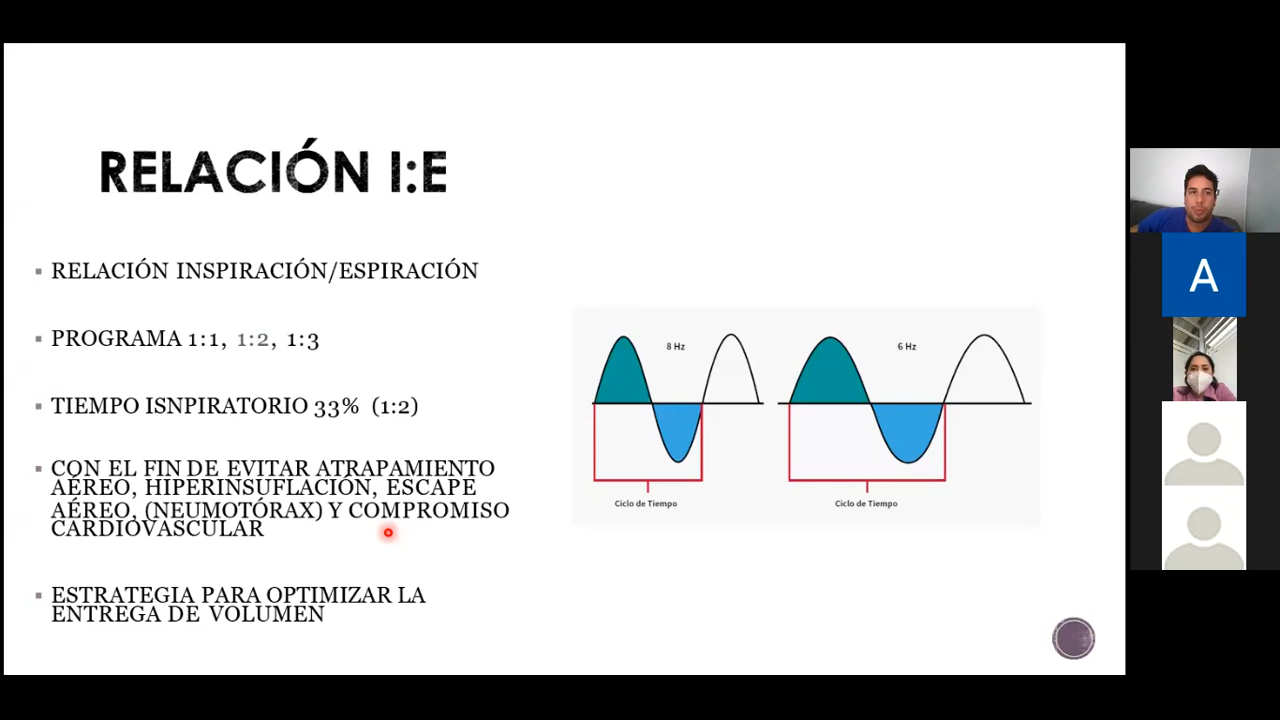 RELACIÓN I:E
RELACIÓN INSPIRACIÓN/ESPIRACIÓN
PROGRAMA 1:1, 1:2, 1:3
TIEMPO ISNPIRATORIO 33% (1:2)
CON EL FIN DE EVITAR ATRAPAMIENTO
AÉREO, HIPERINSUFLACIÓN, ESCAPE
AÉREO, (NEUMOTÓRAX) Y COMPROMISO
CARDIOVASCULAR
ESTRATEGIA PARA OPTIMIZAR LA
ENTREGA DE VOLUMEN
8 Hz
6 Hz
Ciclo de Tiempo
Ciclo de Tiempo
A